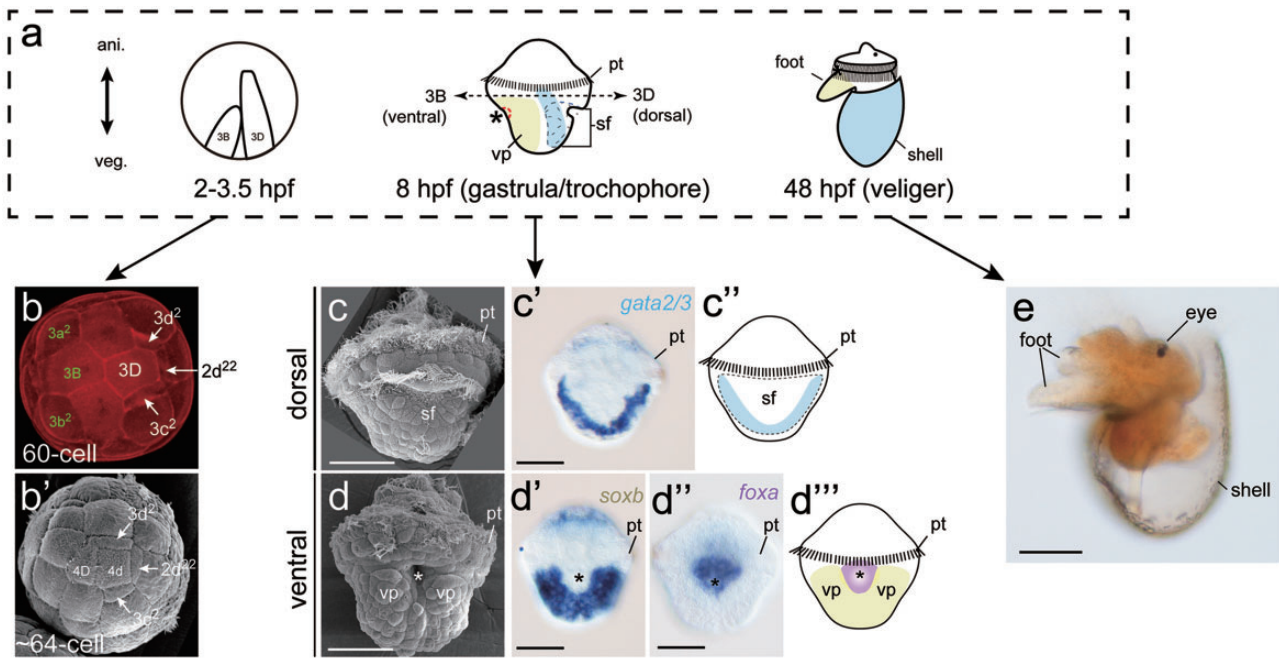 a
ani.
veg.
3B
3D
2-3.5 hpf
3B
(ventral)
*
vp
pt
3D
(dorsal)
sf
8 hpf (gastrula/trochophore)
foot
*
shell
48 hpf (veliger)
b
3a²
3d²
3B
3D
2d²²
3b²
3c²
60-cell
b'
3d²
4D
4d
2d²²
3c²
~64-cell
dorsal
c
pt
sf
c'
gata2/3
pt
c''
pt
sf
ventral
d
pt
*
vp
vp
d'
soxb
pt
*
d''
foxa
pt
*
d'''
pt
*
vp
vp
e
foot
eye
shell